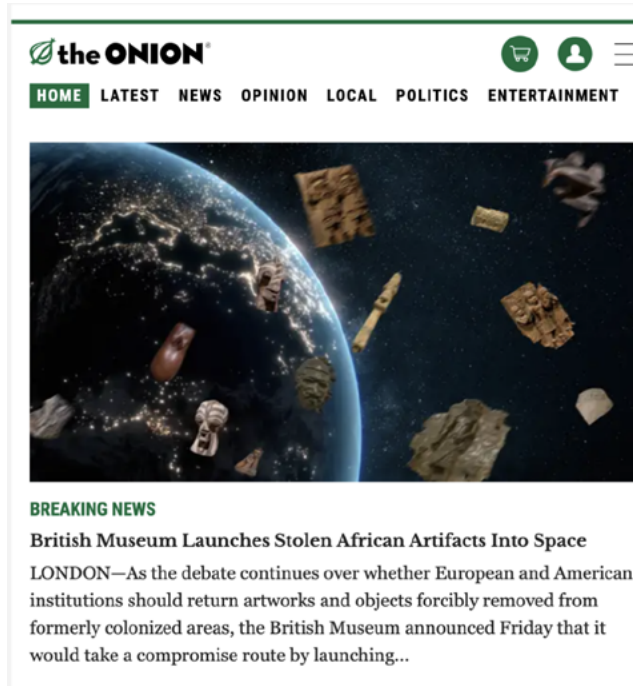 the ONION®
HOME LATEST NEWS OPINION LOCAL POLITICS ENTERTAINMENT
BREAKING NEWS
British Museum Launches Stolen African Artifacts Into Space
LONDON—As the debate continues over whether European and American
institutions should return artworks and objects forcibly removed from
formerly colonized areas, the British Museum announced Friday that it
would take a compromise route by launching...